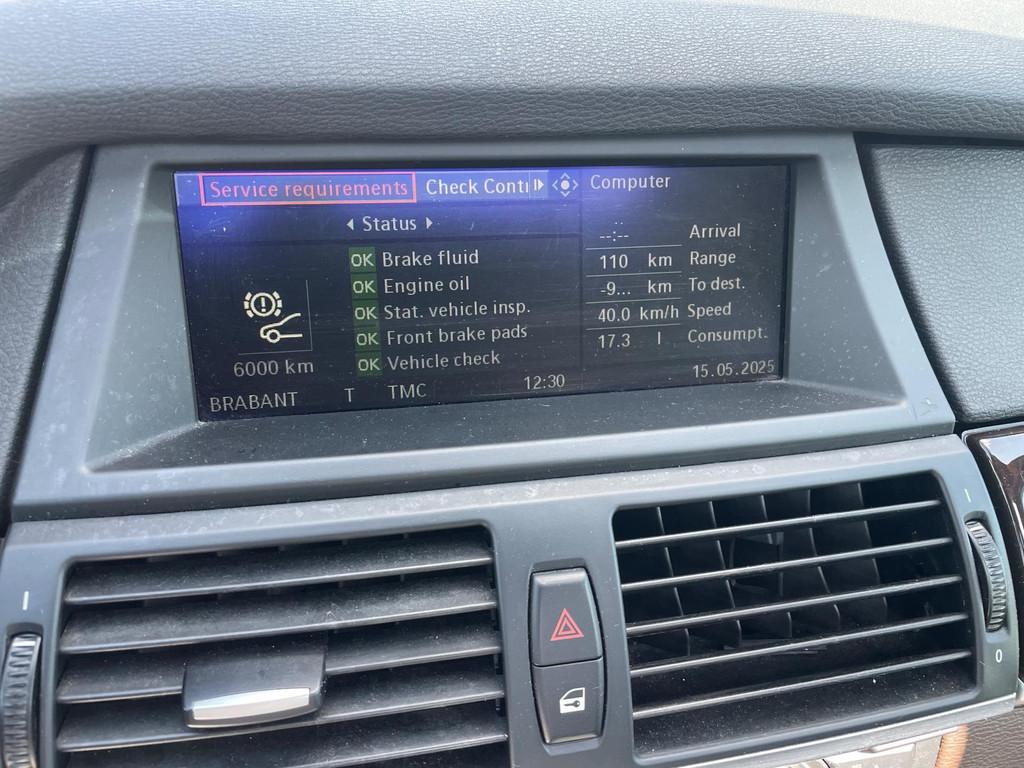 Service requirements Check Conti
Status
OK Brake fluid
OK Engine oil
OK Stat. vehicle insp.
OK Front brake pads
OK Vehicle check
6000 km
BRABANT T TMC 12:30
Computer
--:-- Arrival
110 km Range
-9... km To dest.
40.0 km/h Speed
17.3 l Consumpt.
15.05.2025
I
I
0